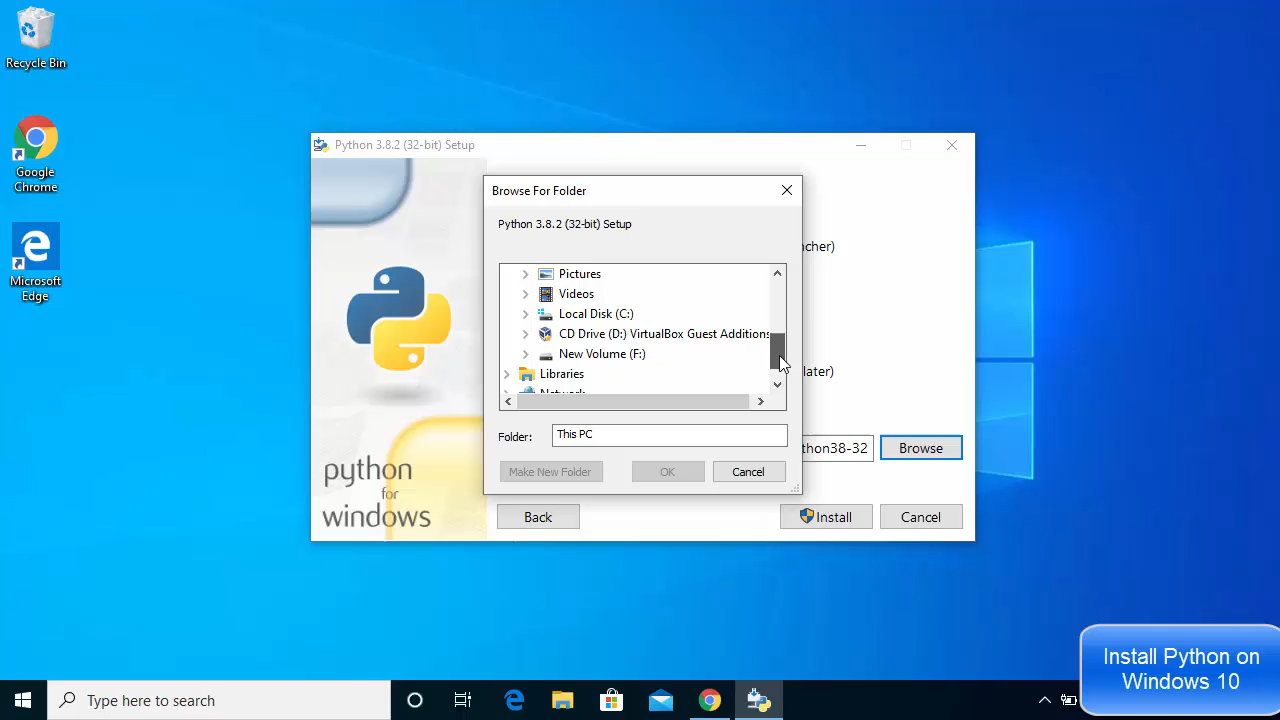 Recycle Bin
Google
Chrome
Microsoft
Edge
Python 3.8.2 (32-bit) Setup
Browse For Folder
Python 3.8.2 (32-bit) Setup
ncher)
Pictures
Videos
Local Disk (C:)
CD Drive (D:) VirtualBox Guest Additions
New Volume (F:)
Libraries
Network
later)
Folder:
This PC
thon38-32
Browse
Make New Folder
OK
Cancel
python
for
windows
Back
Install
Cancel
Install Python on
Windows 10
Type here to search